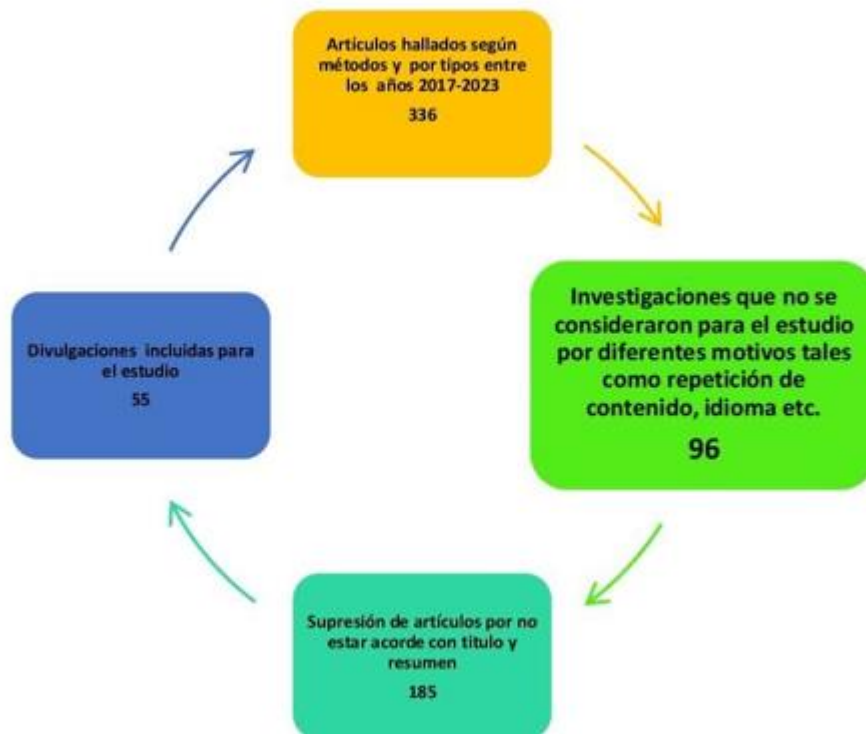 Artículos hallados según
métodos y por tipos entre
los años 2017-2023
336
Investigaciones que no se
consideraron para el estudio
por diferentes motivos tales
como repetición de
contenido, idioma etc.
96
Supresión de artículos por no
estar acorde con titulo y
resumen
185
Divulgaciones incluidas para
el estudio
55